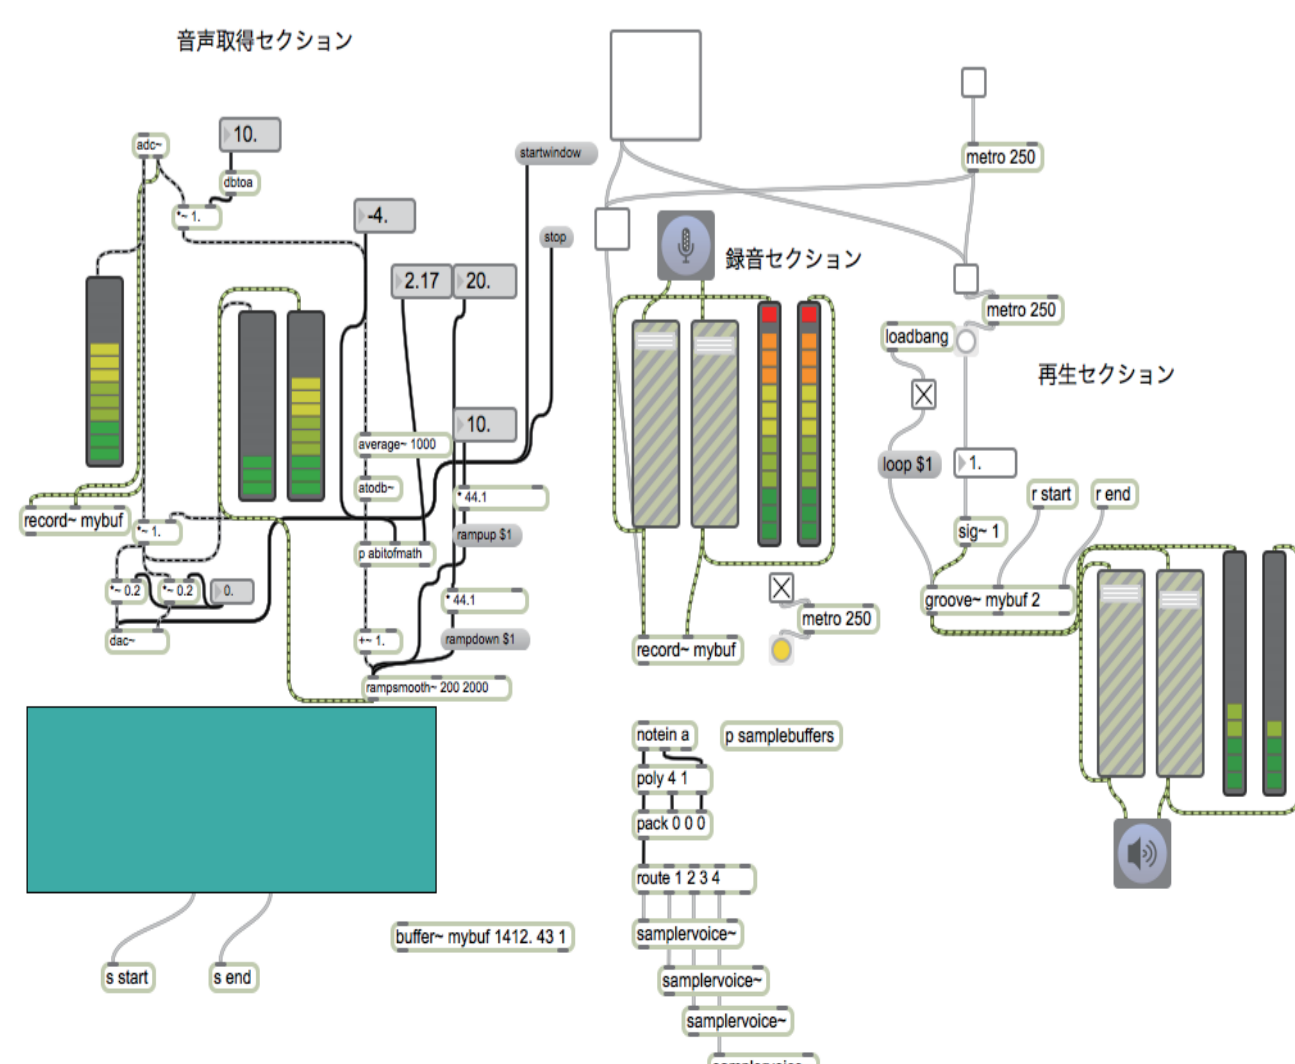 音声取得セクション
adc~
10.
dbtoa
*~ 1.
-4.
startwindow
stop
2.17
20.
10.
average~ 1000
atodb~
* 44.1
rampup $1
p abitofmath
* 44.1
rampdown $1
+~ 1.
rampsmooth~ 200 2000
record~ mybuf
*~ 1.
*~ 0.2
*~ 0.2
0.
dac~
s start
s end
buffer~ mybuf 1412. 43 1
録音セクション
record~ mybuf
metro 250
notein a
p samplebuffers
poly 4 1
pack 0 0 0
route 1 2 3 4
samplervoice~
samplervoice~
samplervoice~
metro 250
metro 250
loadbang
再生セクション
loop $1
1.
r start
r end
sig~ 1
groove~ mybuf 2